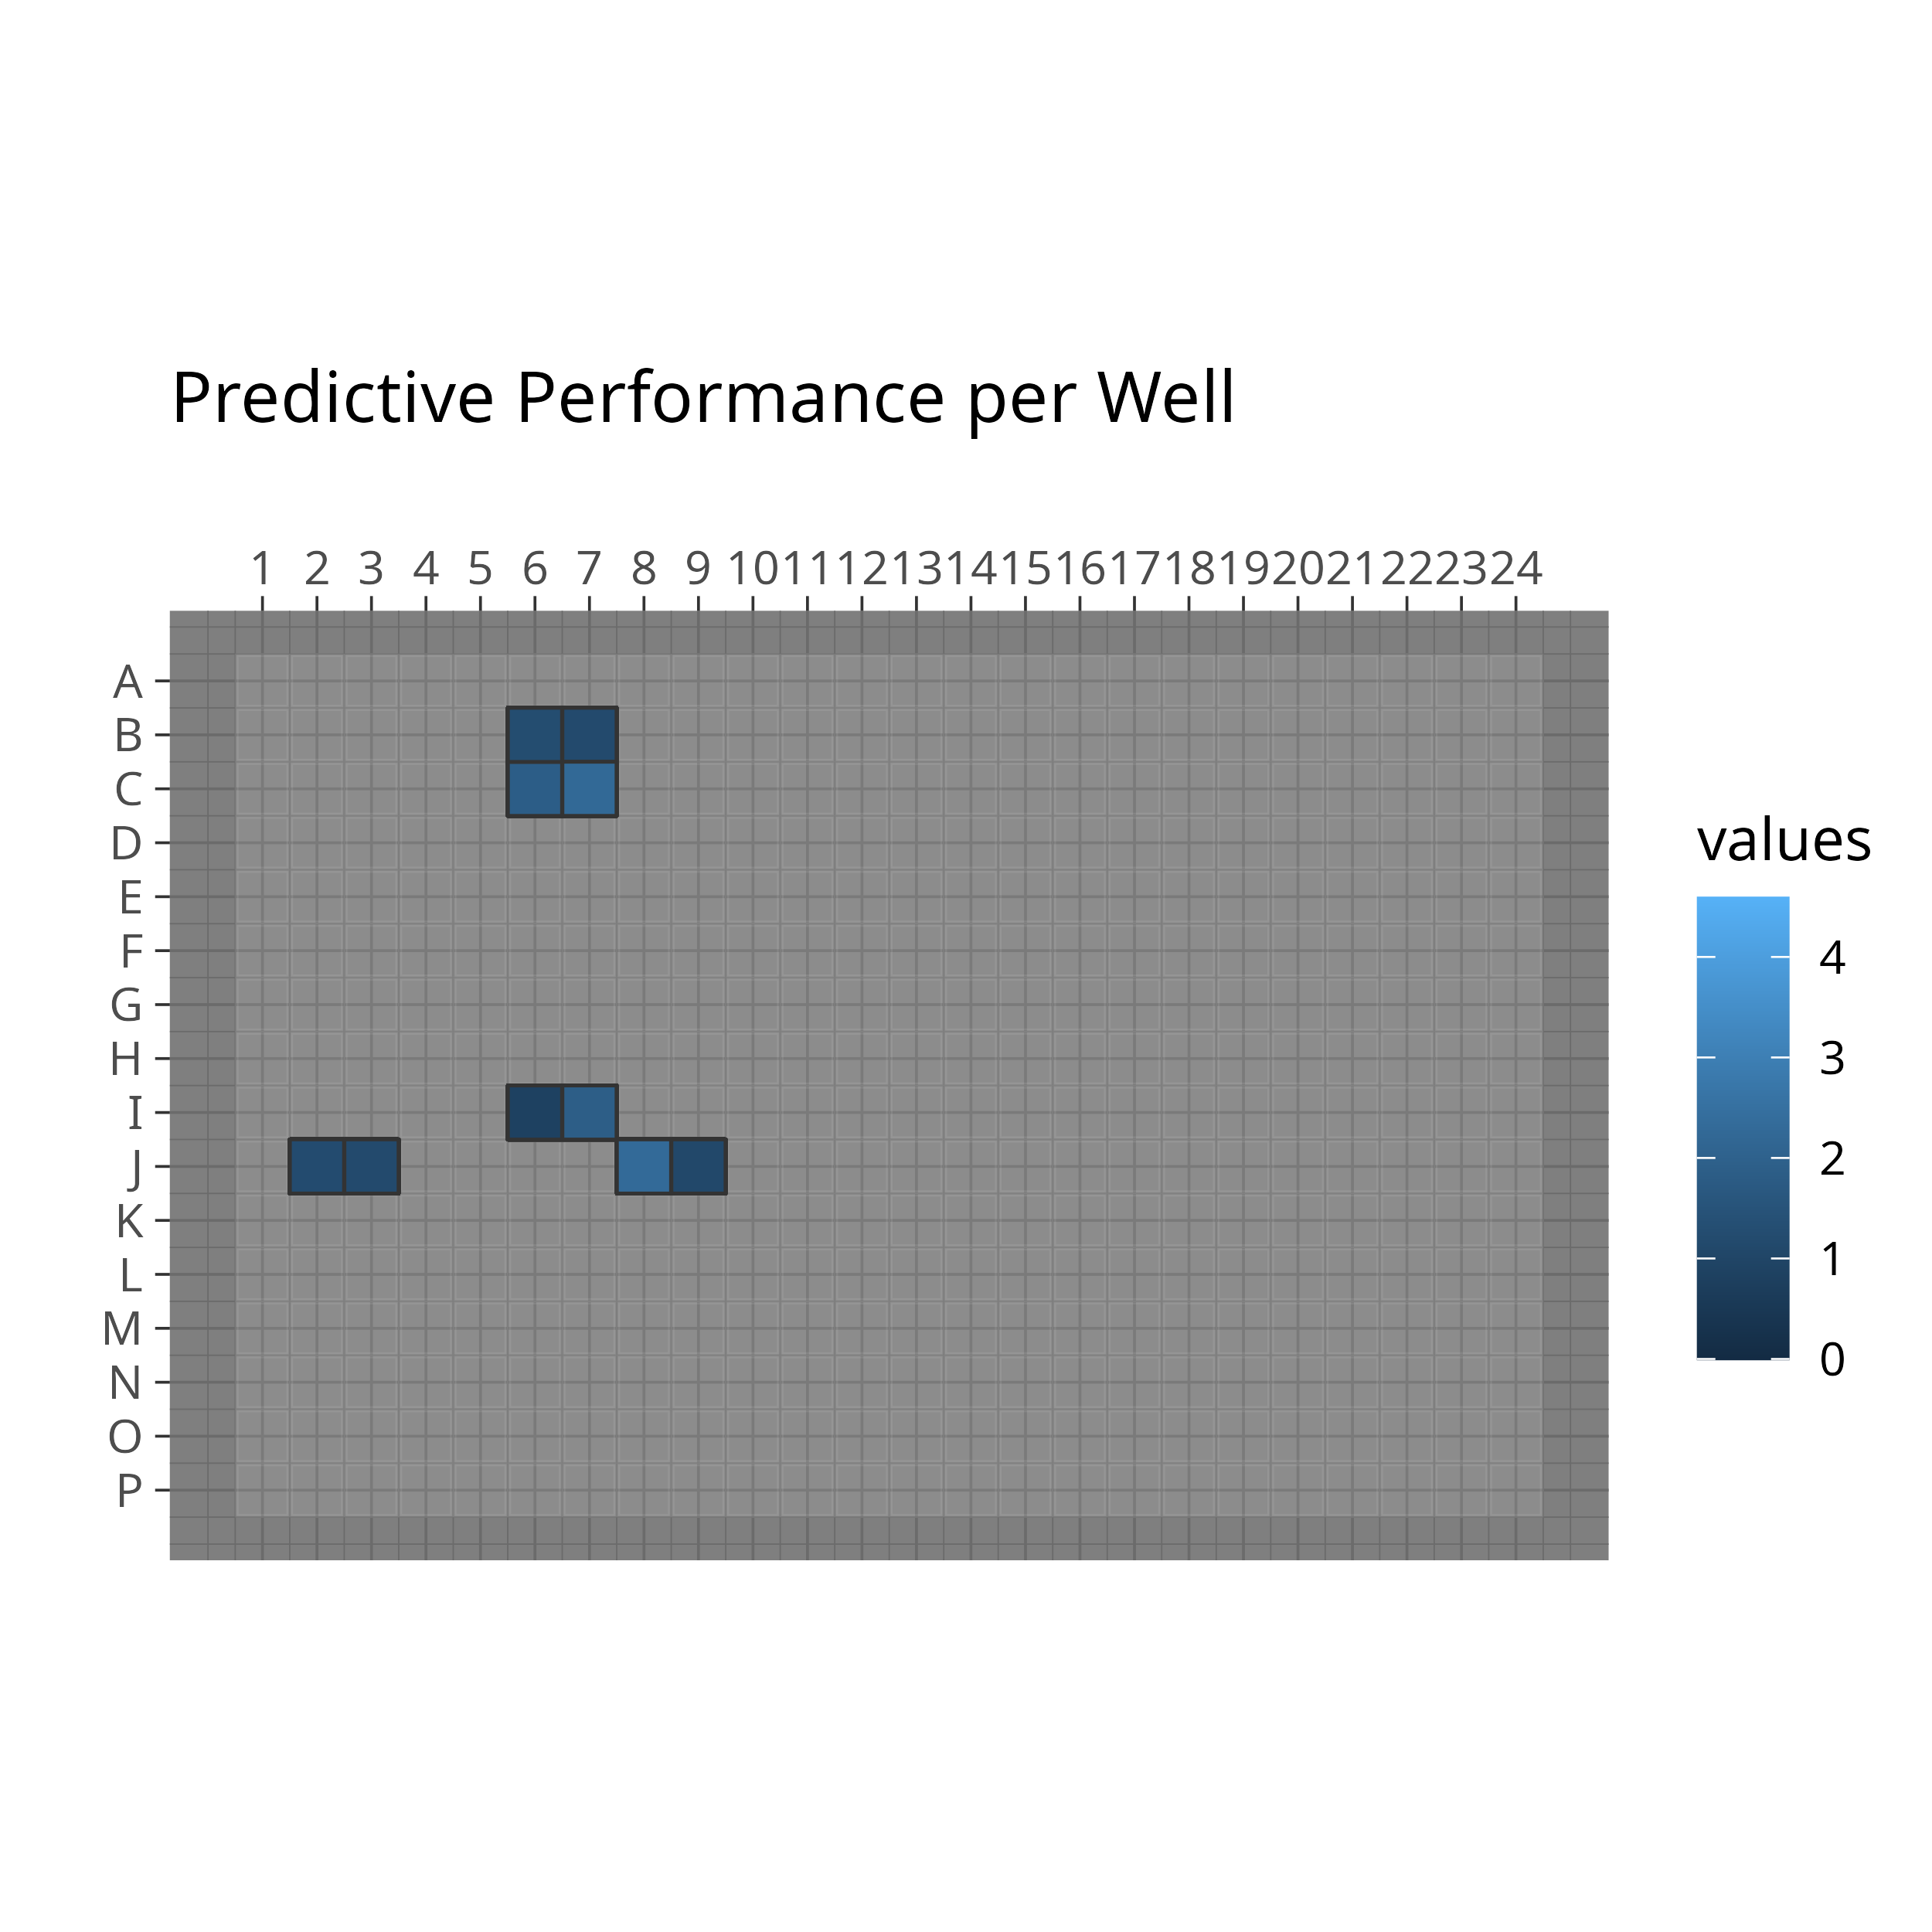 Predictive Performance per Well
1 2 3 4 5 6 7 8 9 10 11 12 13 14 15 16 17 18 19 20 21 22 23 24
A
B
C
D
E
F
G
H
I
J
K
L
M
N
O
P
values
4
3
2
1
0